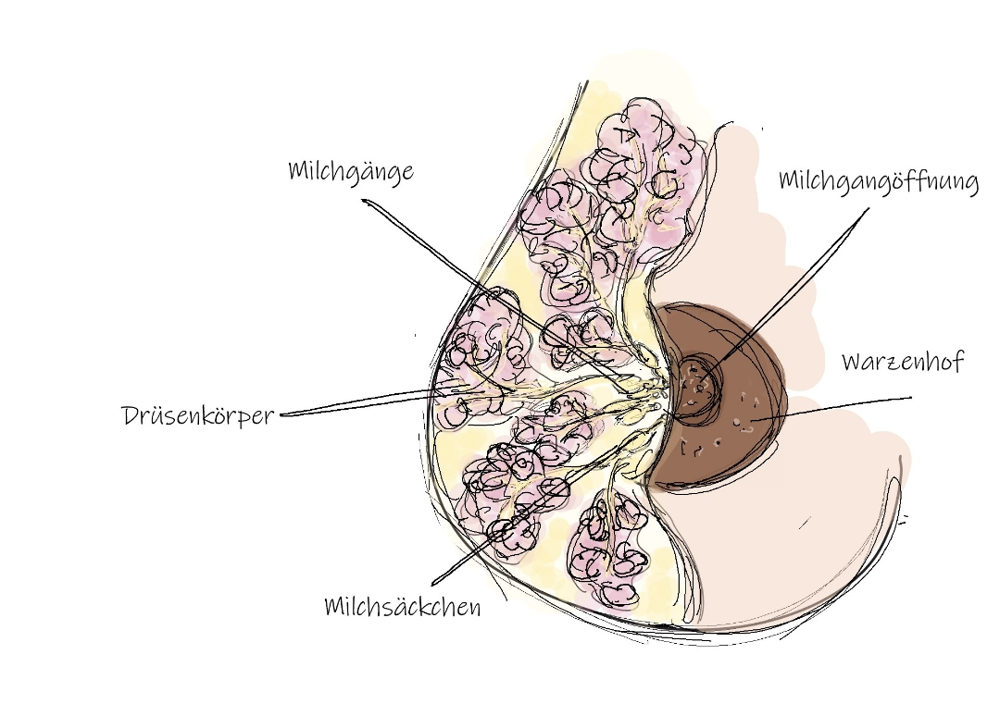 Milchgänge
Milchgangöffnung
Warzenhof
Drüsenkörper
Milchsäckchen